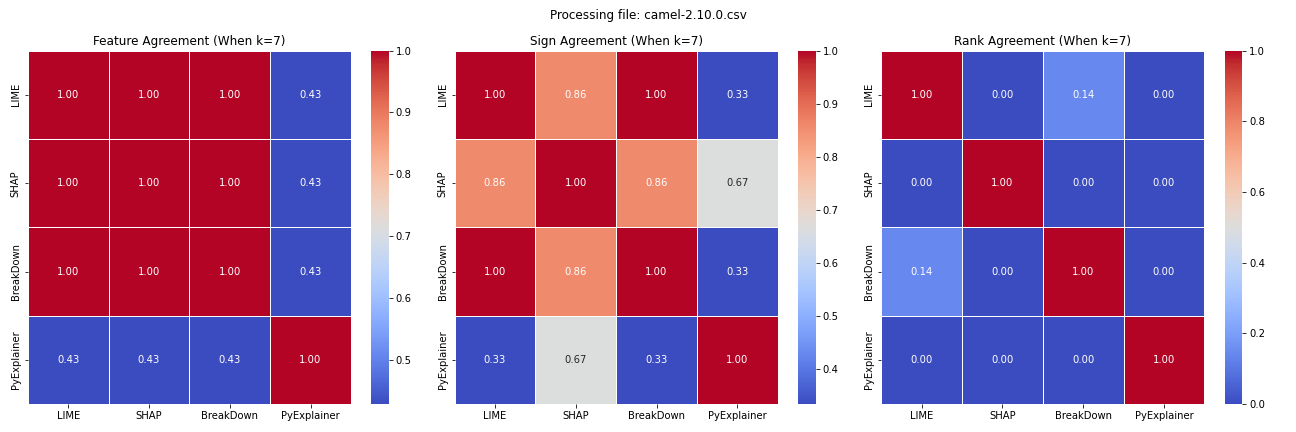 Processing file: camel-2.10.0.csv
Feature Agreement (When k=7)
LIME
SHAP
BreakDown
PyExplainer
1.00 1.00 1.00 0.43
1.00 1.00 1.00 0.43
1.00 1.00 1.00 0.43
0.43 0.43 0.43 1.00
LIME SHAP BreakDown PyExplainer
1.0
0.9
0.8
0.7
0.6
0.5
Sign Agreement (When k=7)
LIME
SHAP
BreakDown
PyExplainer
1.00 0.86 1.00 0.33
0.86 1.00 0.86 0.67
1.00 0.86 1.00 0.33
0.33 0.67 0.33 1.00
LIME SHAP BreakDown PyExplainer
1.0
0.9
0.8
0.7
0.6
0.5
0.4
Rank Agreement (When k=7)
LIME
SHAP
BreakDown
PyExplainer
1.00 0.00 0.14 0.00
0.00 1.00 0.00 0.00
0.14 0.00 1.00 0.00
0.00 0.00 0.00 1.00
LIME SHAP BreakDown PyExplainer
1.0
0.8
0.6
0.4
0.2
0.0